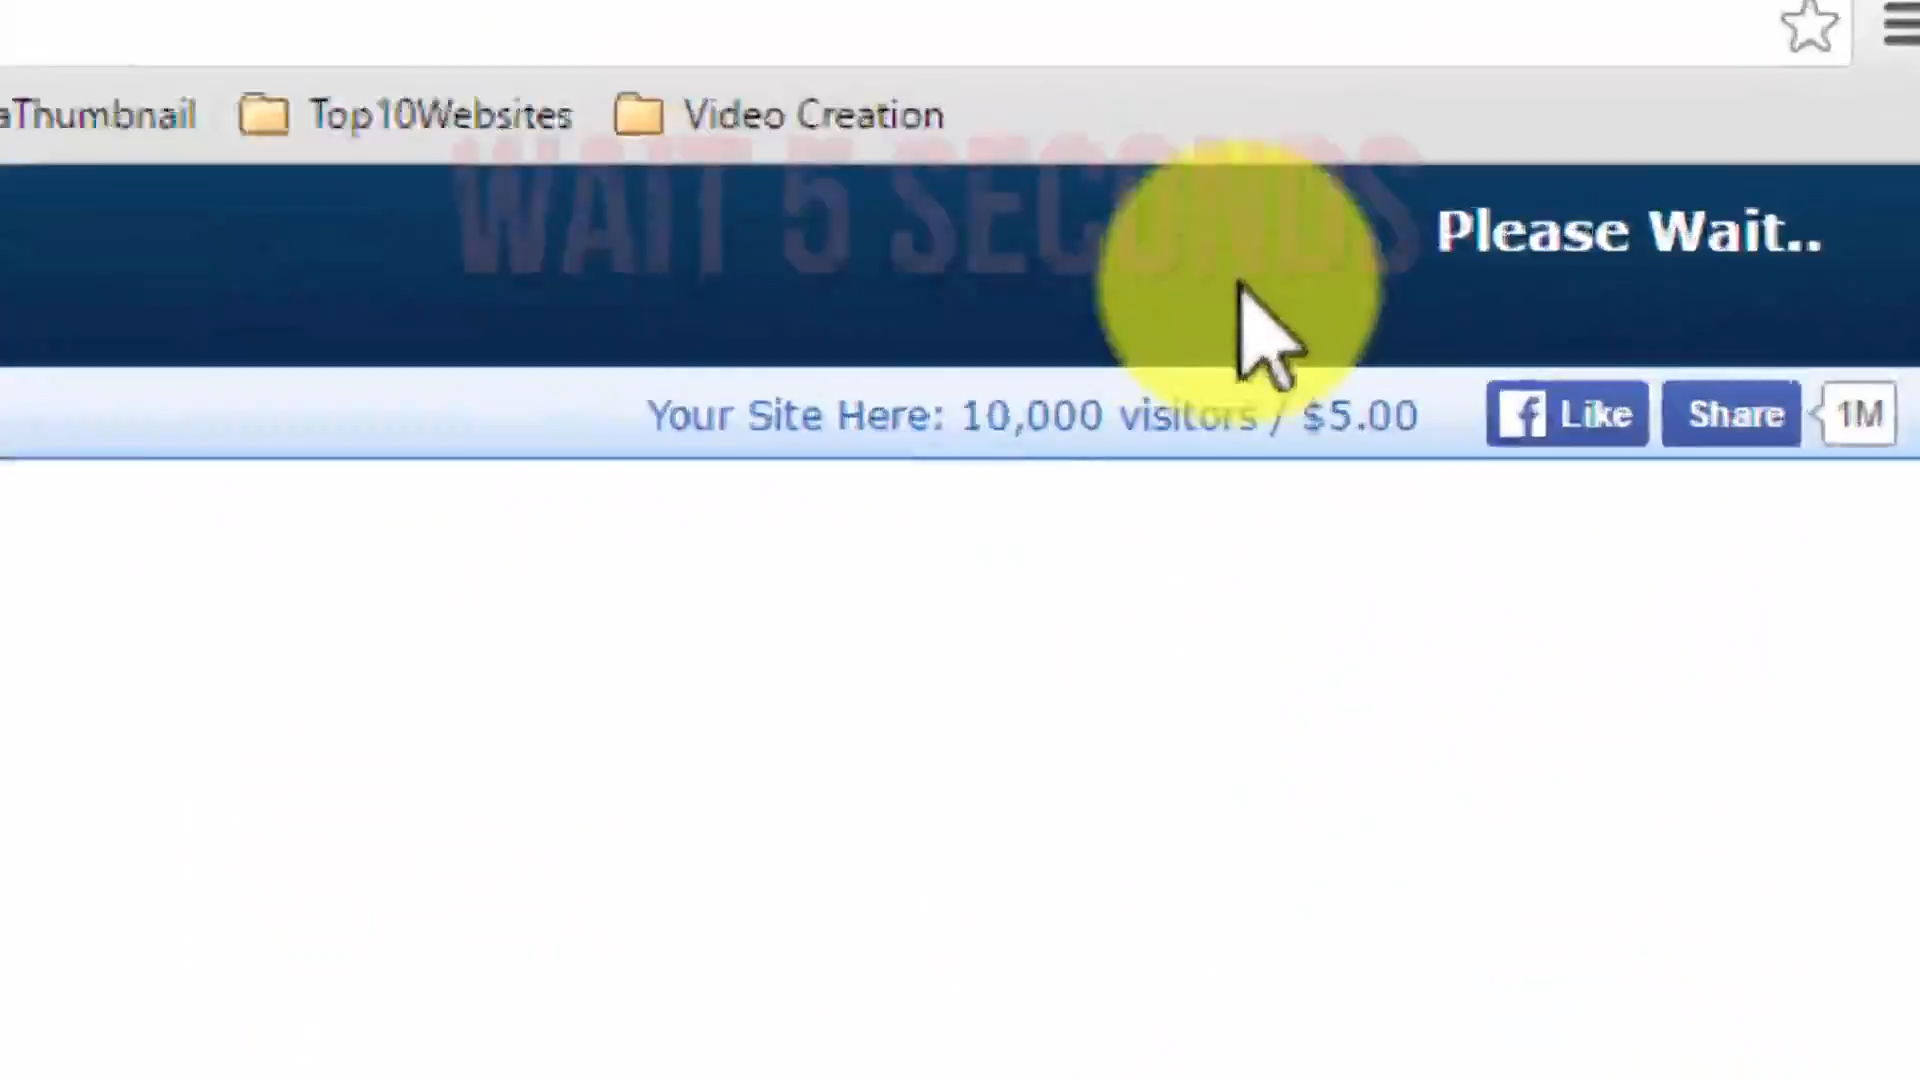 aThumbnail Top10Websites Video Creation
WAIT 5 SECONDS
Please Wait..
Your Site Here: 10,000 visitors / $5.00 Like Share 1M